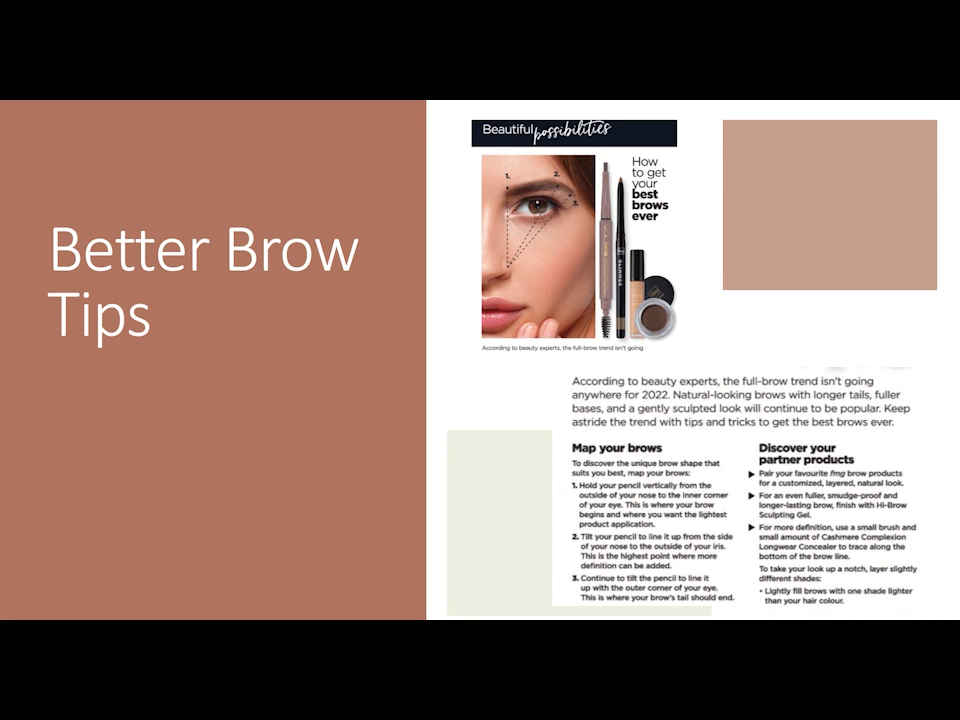 Better Brow
Tips
Beautiful possibilities
1.
2.
3.
How
to get
your
best
brows
ever
According to beauty experts, the full-brow trend isn't going
According to beauty experts, the full-brow trend isn't going
anywhere for 2022. Natural-looking brows with longer tails, fuller
bases, and a gently sculpted look will continue to be popular. Keep
astride the trend with tips and tricks to get the best brows ever.
Map your brows
To discover the unique brow shape that
suits you best, map your brows:
1. Hold your pencil vertically from the
outside of your nose to the inner corner
of your eye. This is where your brow
begins and where you want the lightest
product application.
2. Tilt your pencil to line it up from the side
of your nose to the outside of your iris.
This is the highest point where more
definition can be added.
3. Continue to tilt the pencil to line it
up with the outer corner of your eye.
This is where your brow's tail should end.
Discover your
partner products
▶ Pair your favourite fmg brow products
for a customized, layered, natural look.
▶ For an even fuller, smudge-proof and
longer-lasting brow, finish with Hi-Brow
Sculpting Gel.
▶ For more definition, use a small brush and
small amount of Cashmere Complexion
Longwear Concealer to trace along the
bottom of the brow line.
To take your look up a notch, layer slightly
different shades:
• Lightly fill brows with one shade lighter
than your hair colour.